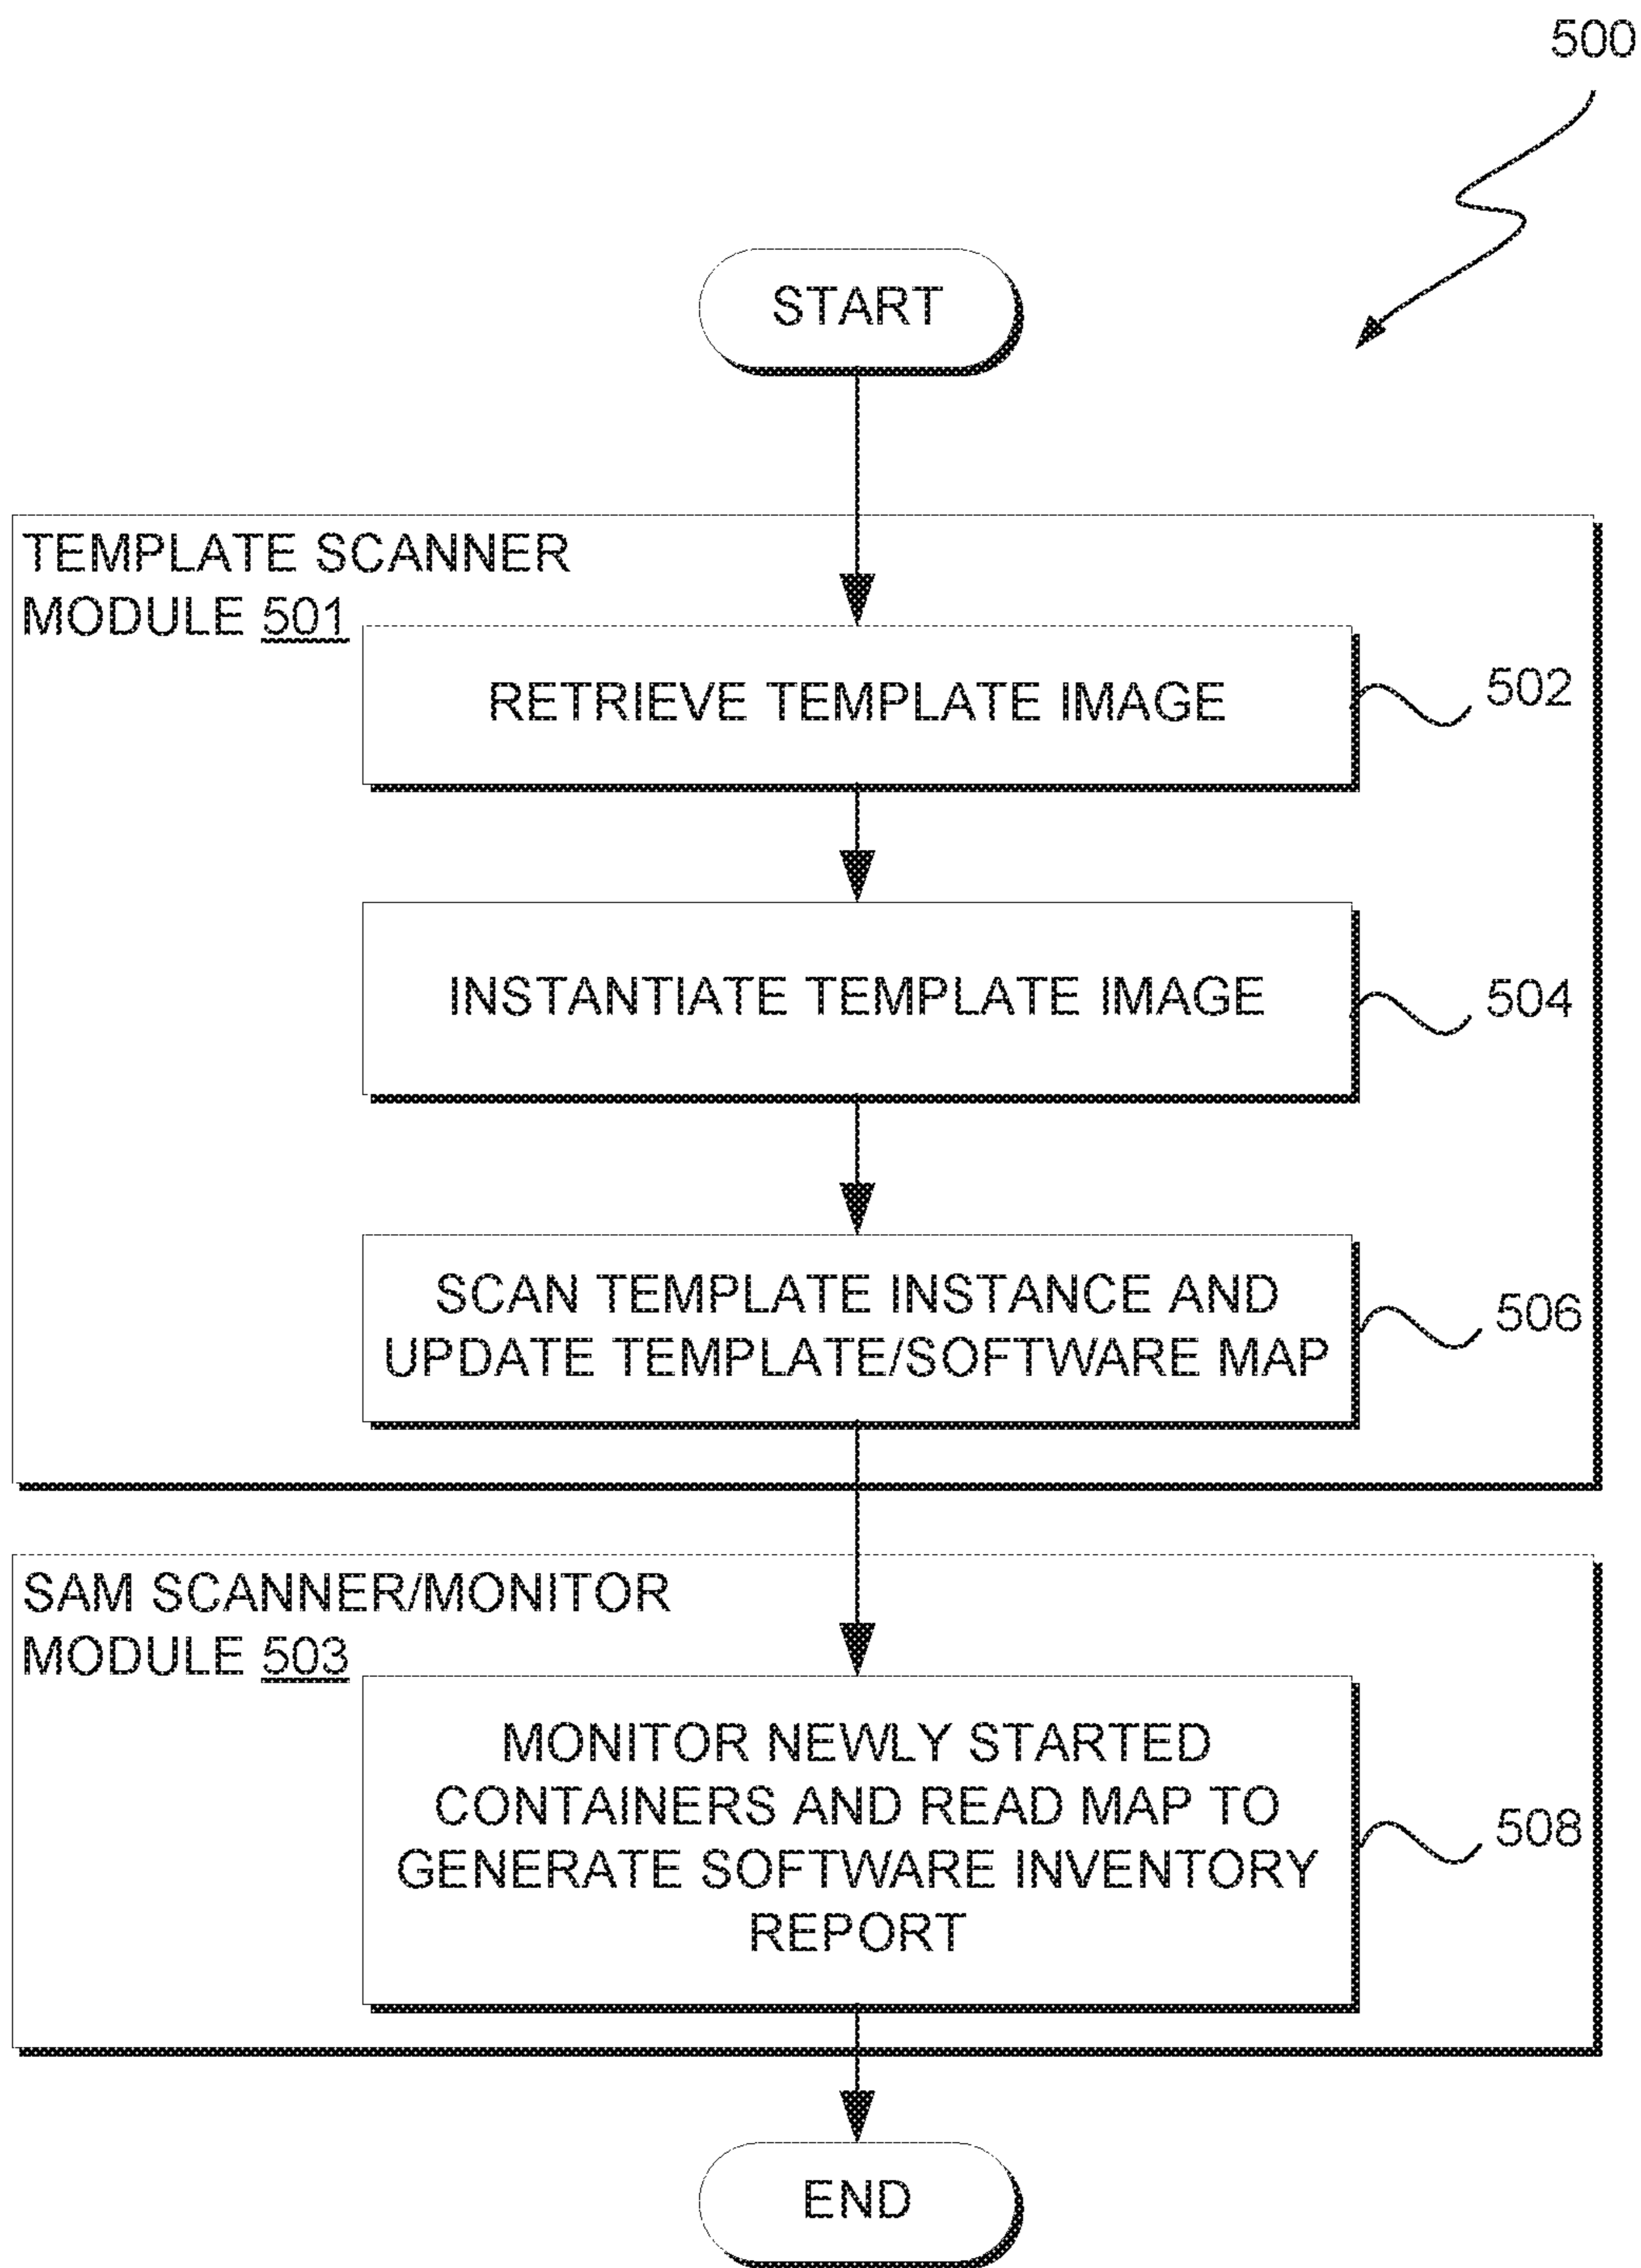 500
START
TEMPLATE SCANNER
MODULE 501
RETRIEVE TEMPLATE IMAGE
502
INSTANTIATE TEMPLATE IMAGE
504
SCAN TEMPLATE INSTANCE AND
UPDATE TEMPLATE/SOFTWARE MAP
506
SAM SCANNER/MONITOR
MODULE 503
MONITOR NEWLY STARTED
CONTAINERS AND READ MAP TO
GENERATE SOFTWARE INVENTORY
REPORT
508
END